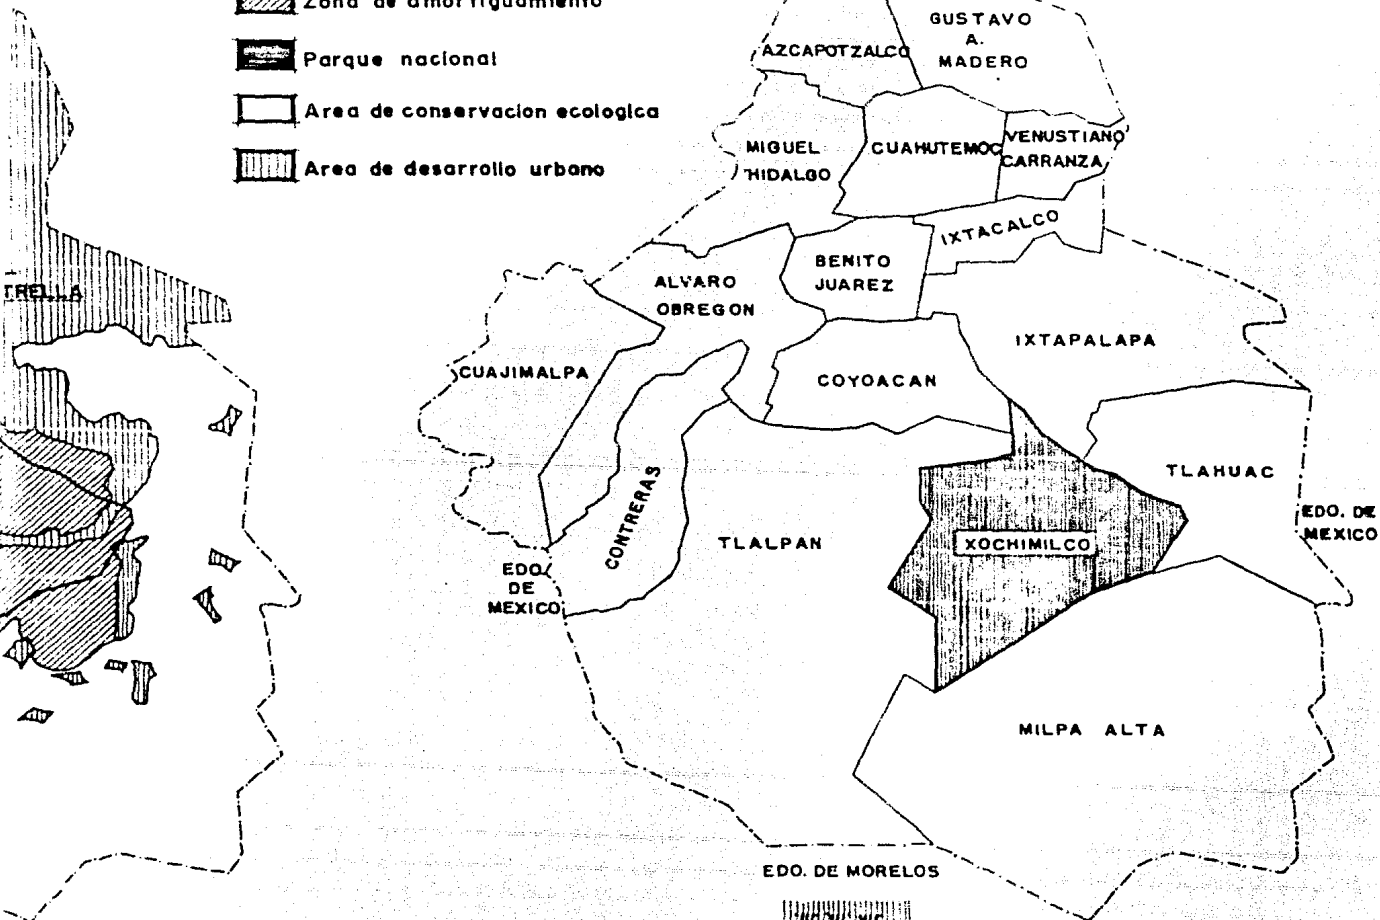 Zona de amortiguamiento
Parque nacional
Area de conservacion ecologica
Area de desarrollo urbano
TRELLA
GUSTAVO
A.
MADERO
AZCAPOTZALCO
MIGUEL
HIDALGO
CUAHUTEMOC
VENUSTIANO
CARRANZA
IXTACALCO
BENITO
JUAREZ
ALVARO
OBREGON
IXTAPALAPA
CUAJIMALPA
COYOACAN
CONTRERAS
TLALPAN
XOCHIMILCO
TLAHUAC
EDO. DE
MEXICO
EDO.
DE
MEXICO
MILPA ALTA
EDO. DE MORELOS